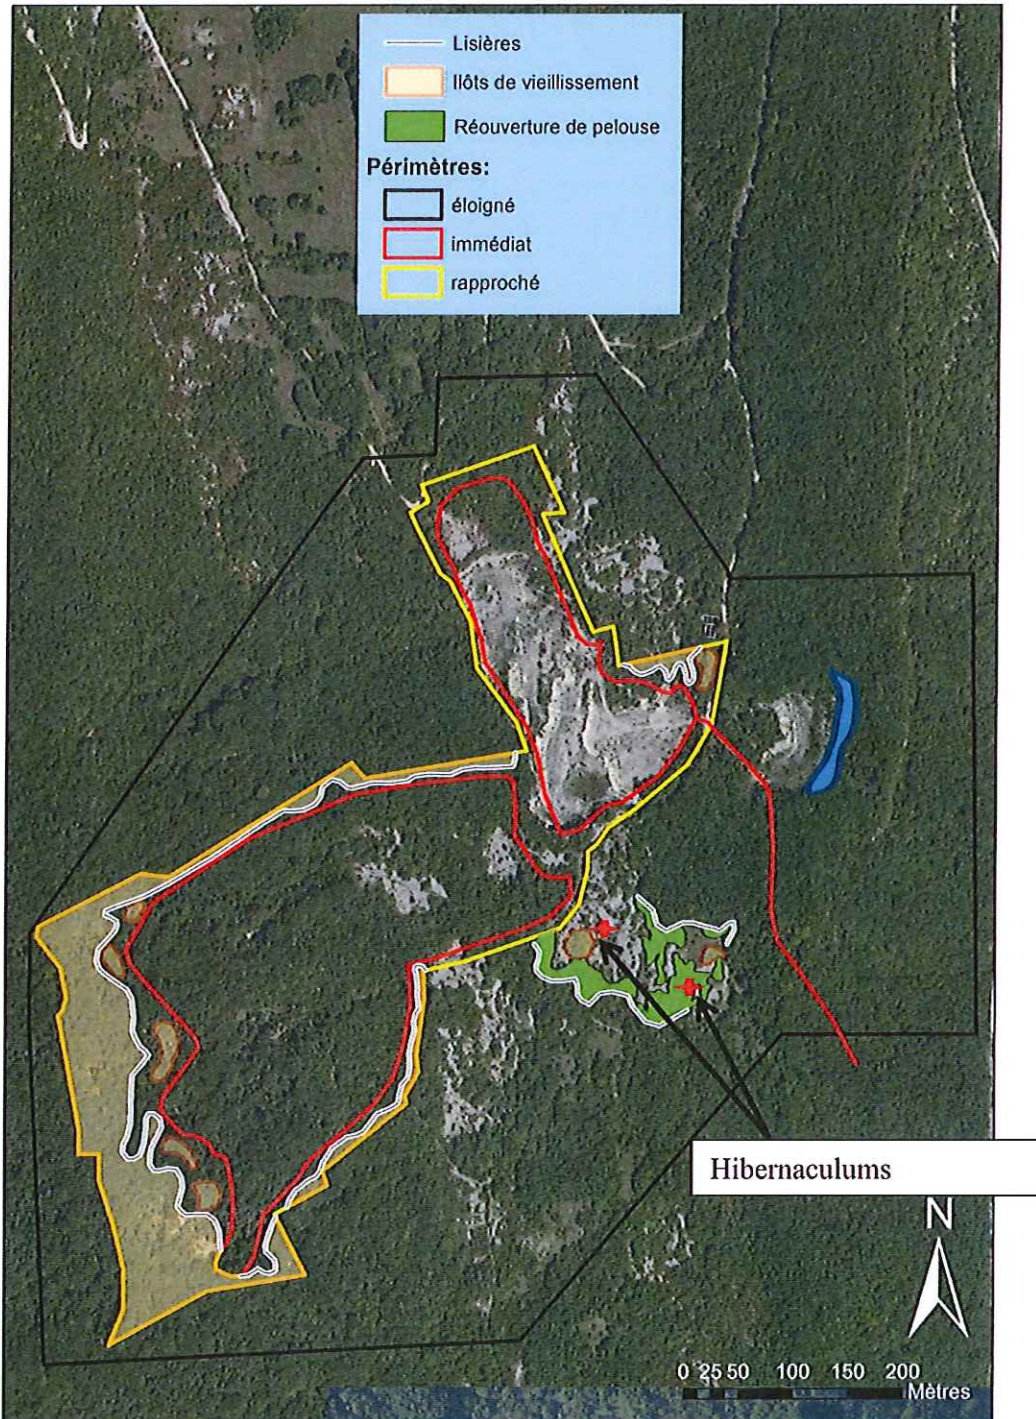 Lisières
Ilôts de vieillissement
Réouverture de pelouse
Périmètres:
éloigné
immédiat
rapproché
Hibernaculums
N
0 25 50 100 150 200
Mètres